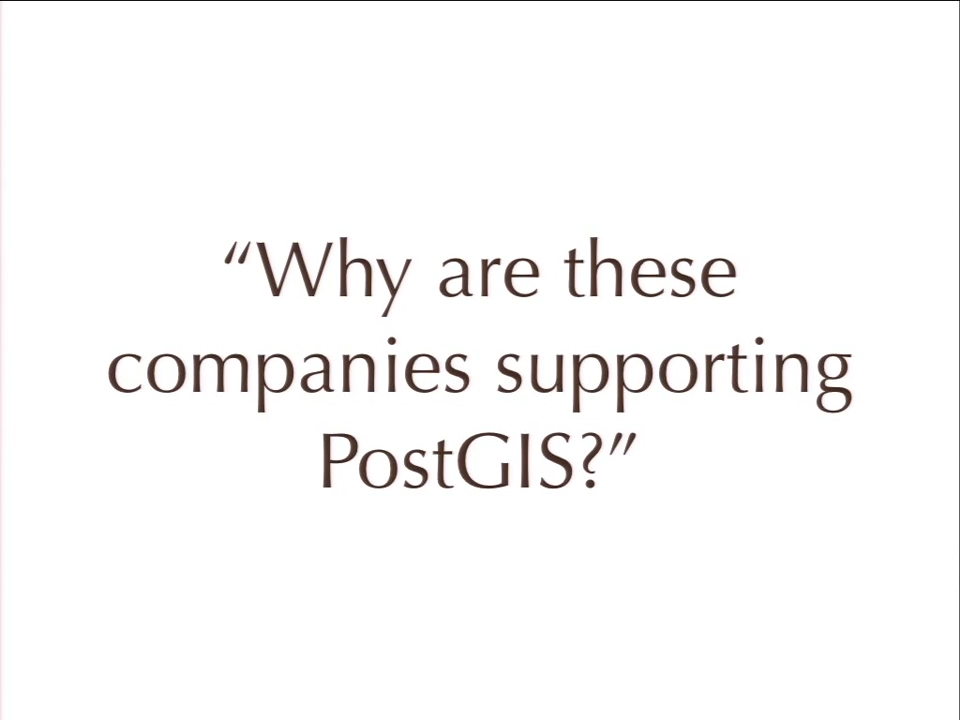 “Why are these
companies supporting
PostGIS?”